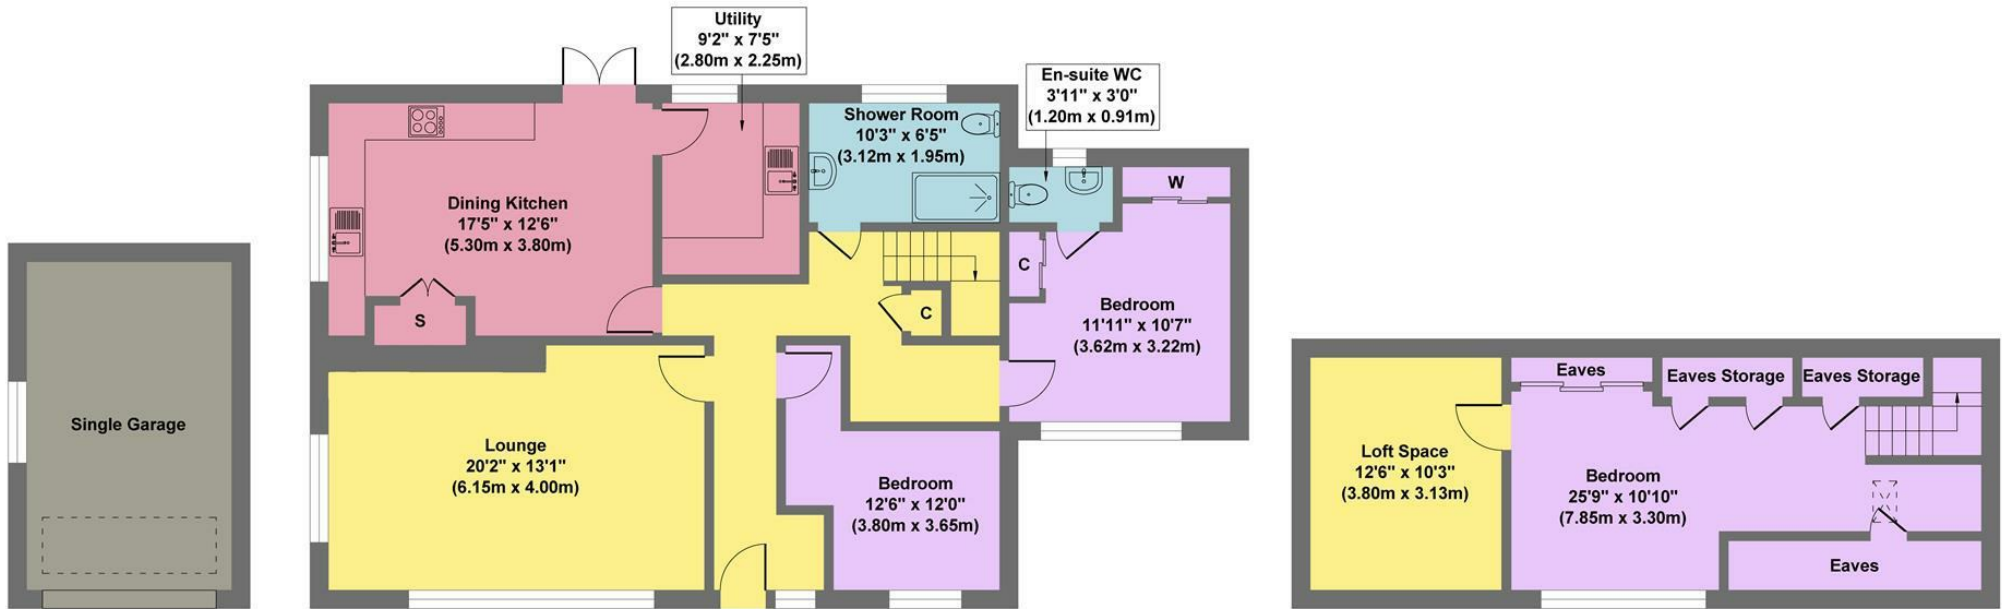 Utility
9'2" x 7'5"
(2.80m x 2.25m)
En-suite WC
3'11" x 3'0"
(1.20m x 0.91m)
Shower Room
10'3" x 6'5"
(3.12m x 1.95m)
W
Dining Kitchen
17'5" x 12'6"
(5.30m x 3.80m)
C
Bedroom
11'11" x 10'7"
(3.62m x 3.22m)
S
C
Single Garage
Lounge
20'2" x 13'1"
(6.15m x 4.00m)
Bedroom
12'6" x 12'0"
(3.80m x 3.65m)
Eaves
Eaves Storage
Eaves Storage
Loft Space
12'6" x 10'3"
(3.80m x 3.13m)
Bedroom
25'9" x 10'10"
(7.85m x 3.30m)
Eaves